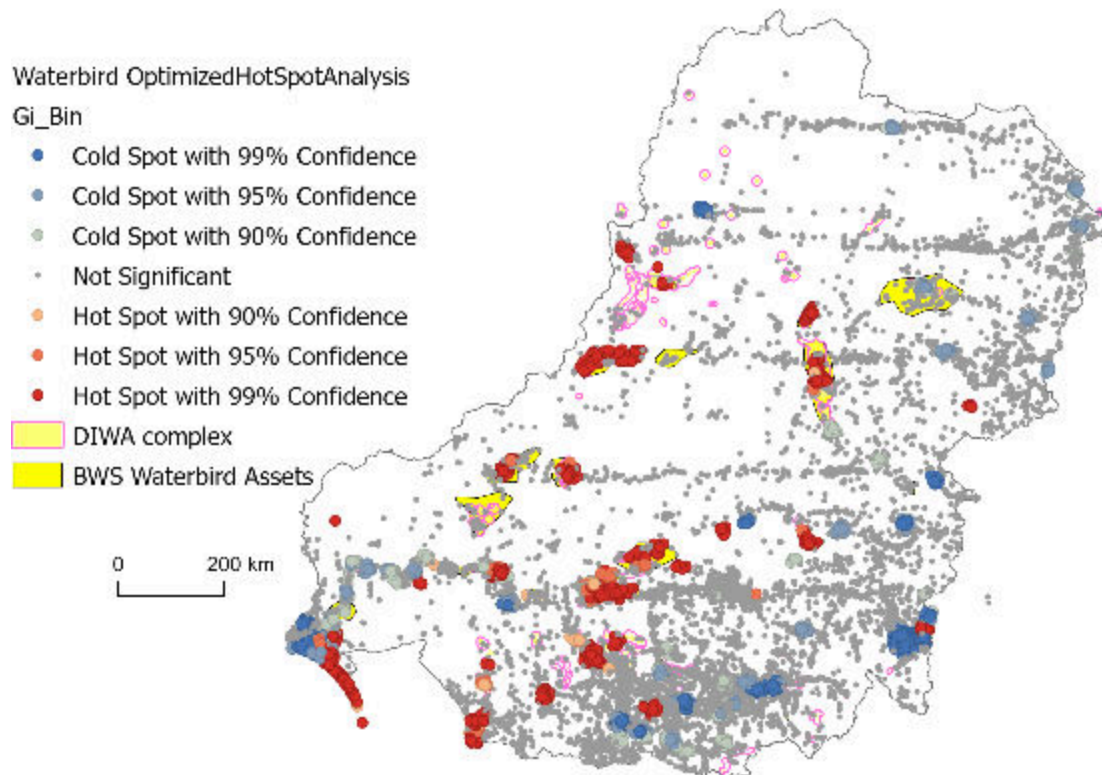 Waterbird OptimizedHotSpotAnalysis
Gi_Bin
Cold Spot with 99% Confidence
Cold Spot with 95% Confidence
Cold Spot with 90% Confidence
Not Significant
Hot Spot with 90% Confidence
Hot Spot with 95% Confidence
Hot Spot with 99% Confidence
DIWA complex
BWS Waterbird Assets
0 200 km